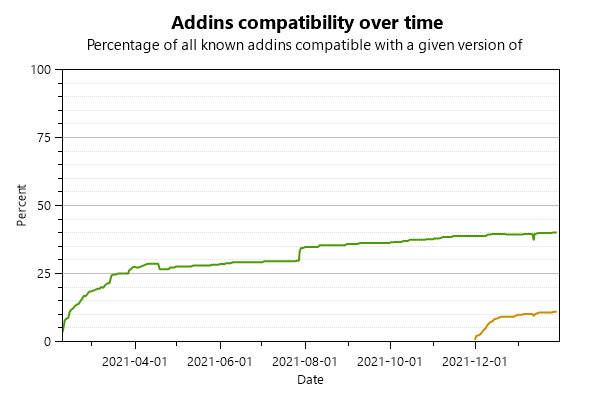 Addins compatibility over time
Percentage of all known addins compatible with a given version of
100
75
50
25
0
Percent
2021-04-01 2021-06-01 2021-08-01 2021-10-01 2021-12-01
Date